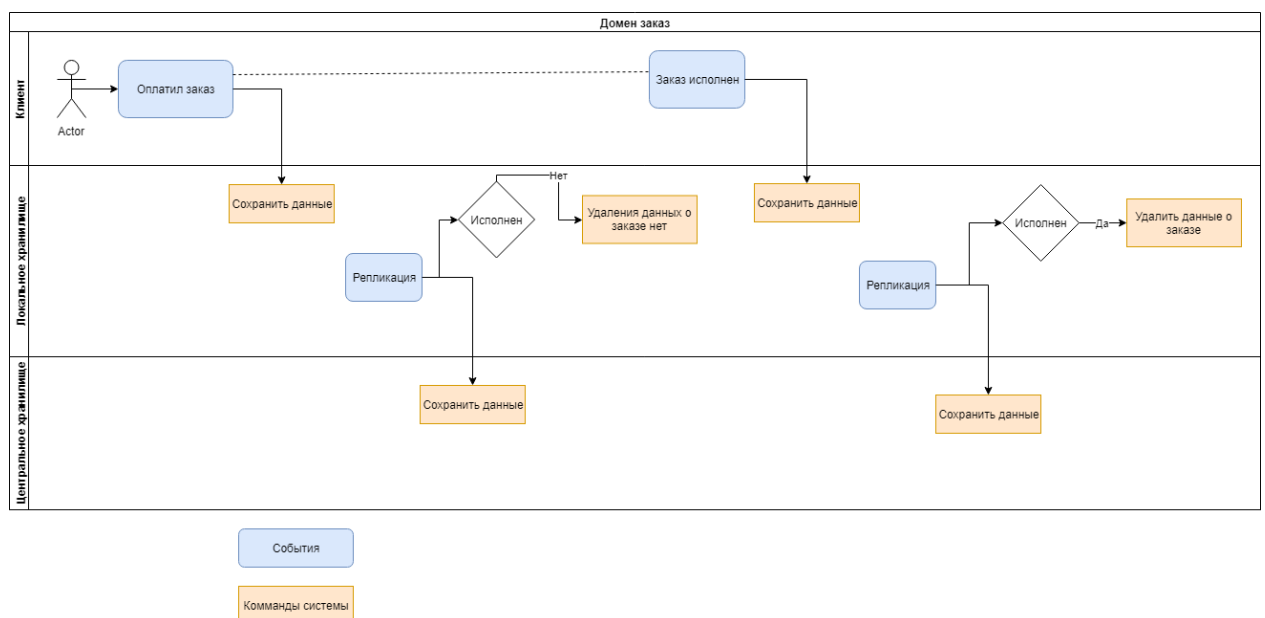 Домен заказ
Клиент
Actor
Оплатил заказ
Заказ исполнен
Локальное хранилище
Сохранить данные
Репликация
Исполнен
Нет
Удаления данных о
заказе нет
Сохранить данные
Репликация
Исполнен
Да
Удалить данные о
заказе
Центральное хранилище
Сохранить данные
Сохранить данные
События
Комманды системы